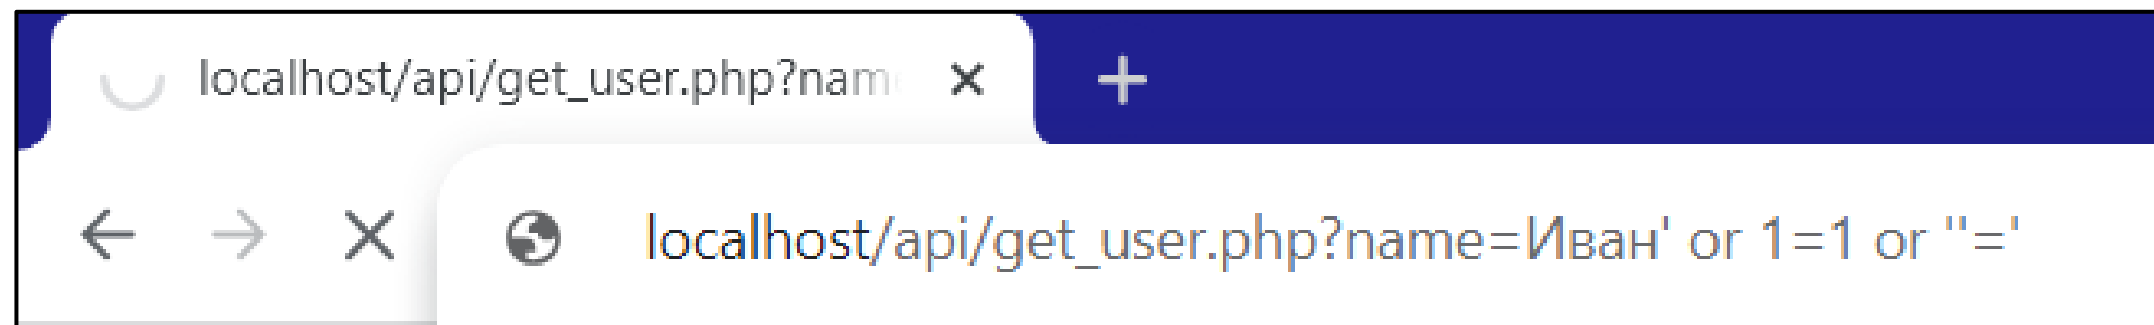 localhost/api/get_user.php?nam
localhost/api/get_user.php?name=Иван' or 1=1 or ''='